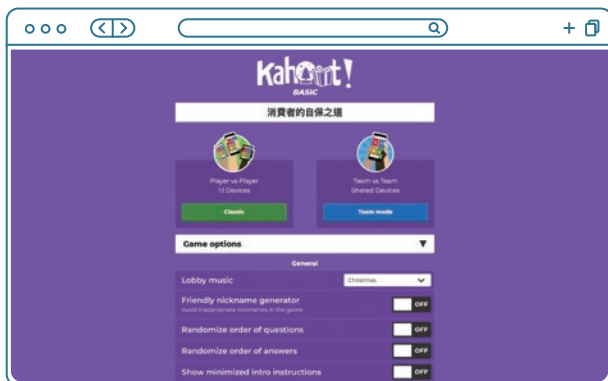 Kahoot!
BASIC
消費者的自保之道
Player vs Player
1:1 Devices
Classic
Team vs Team
Shared Devices
Team mode
Game options
General
Lobby music
Christmas
Friendly nickname generator
Avoid inappropriate nicknames in the game
OFF
Randomize order of questions
OFF
Randomize order of answers
OFF
Show minimized intro instructions
OFF